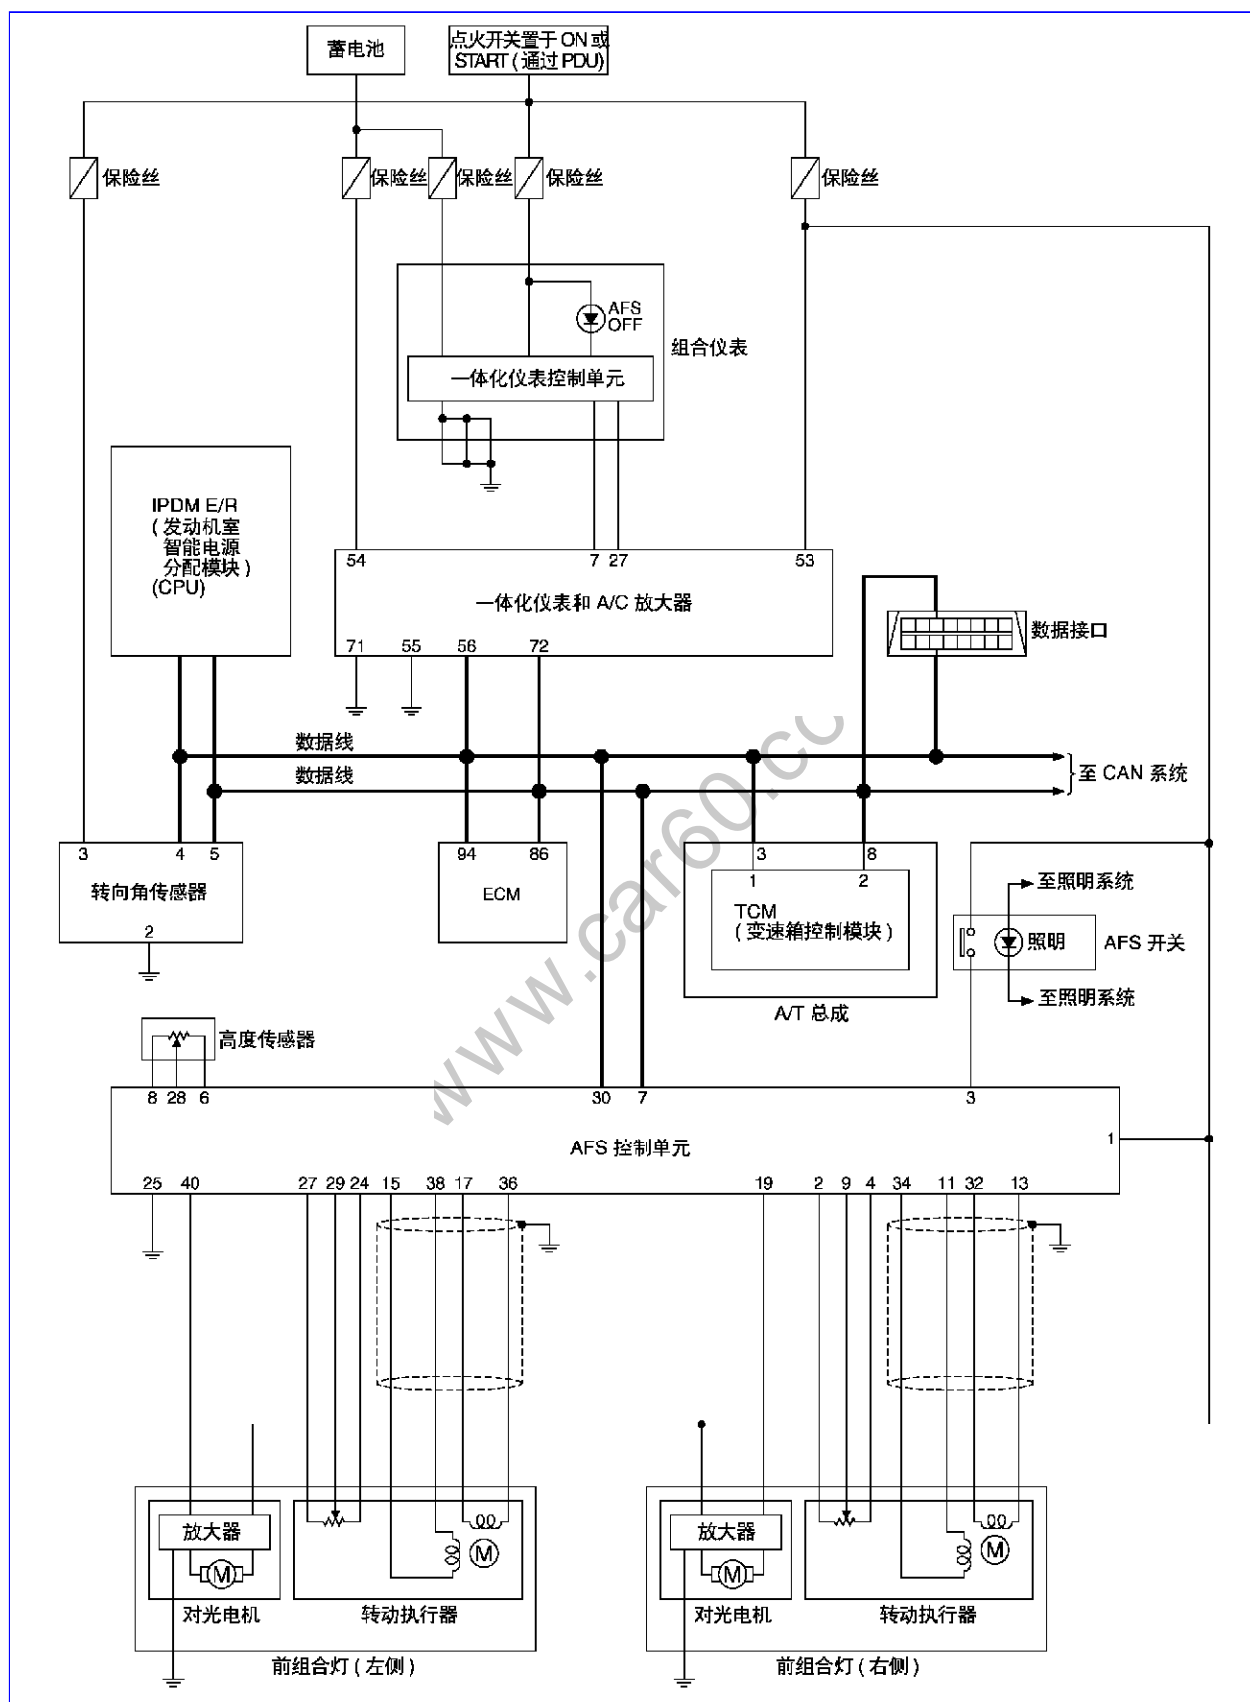 蓄电池
点火开关置于 ON 或
START ( 通过 PDU)
保险丝
保险丝
保险丝
保险丝
保险丝
AFS
OFF
组合仪表
一体化仪表控制单元
IPDM E/R
( 发动机室
智能电源
分配模块 )
(CPU)
54 7 27 53
一体化仪表和 A/C 放大器
71 55 56 72
数据接口
数据线
数据线
至 CAN 系统
3 4 5
转向角传感器
2
94 86
ECM
3 8
1 2
TCM
( 变速箱控制模块 )
A/T 总成
至照明系统
照明
AFS 开关
至照明系统
高度传感器
8 28 6 30 7 3
AFS 控制单元
1
25 40 27 29 24 15 38 17 36 19 2 9 4 34 11 32 13
放大器
M
M
对光电机
转动执行器
前组合灯 ( 左侧 )
放大器
M
M
对光电机
转动执行器
前组合灯 ( 右侧 )
www.car60.co